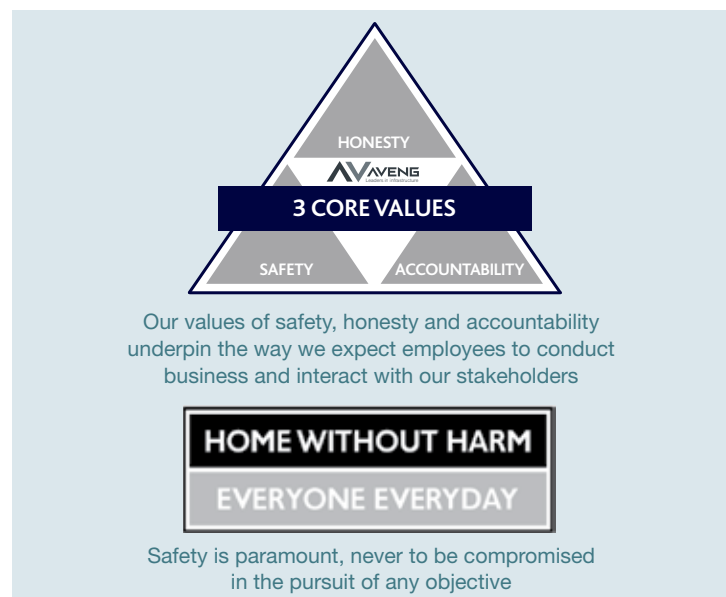 HONESTY
AVENG
Leaders in Infrastructure
3 CORE VALUES
SAFETY
ACCOUNTABILITY
Our values of safety, honesty and accountability
underpin the way we expect employees to conduct
business and interact with our stakeholders
HOME WITHOUT HARM
EVERYONE EVERYDAY
Safety is paramount, never to be compromised
in the pursuit of any objective